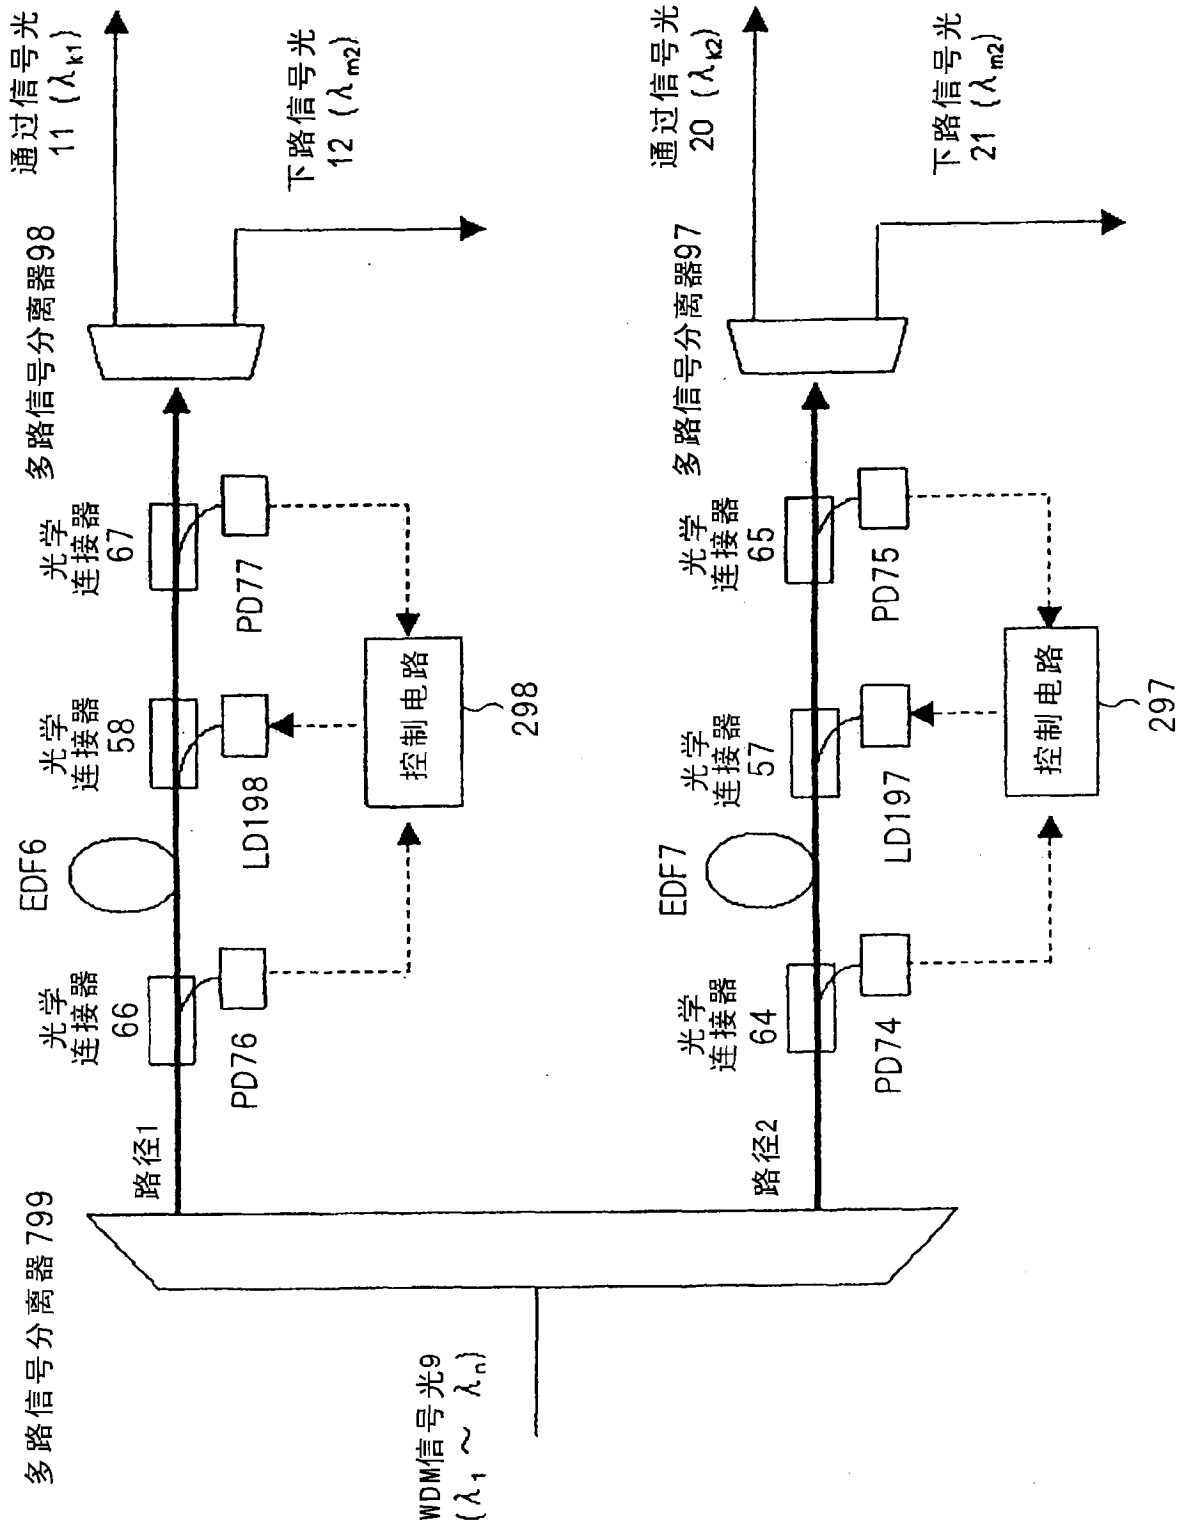 多路信号分离器799
WDM信号光9
(λ1 ～ λn)
路径1
光学
连接器
66
PD76
EDF6
光学
连接器
58
LD198
光学
连接器
67
PD77
控制电路
298
多路信号分离器98
通过信号光
11 (λk1)
下路信号光
12 (λm2)
路径2
光学
连接器
64
PD74
EDF7
光学
连接器
57
LD197
光学
连接器
65
PD75
控制电路
297
多路信号分离器97
通过信号光
20 (λk2)
下路信号光
21 (λm2)